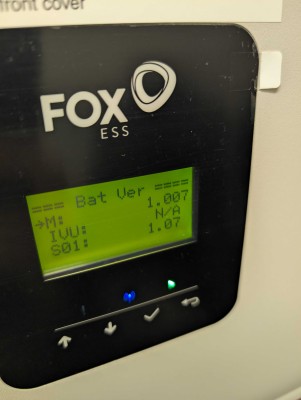 front cover
FOX
ESS
=== Bat Ver ====
→M: 1.007
IVU: N/A
S01: 1.07